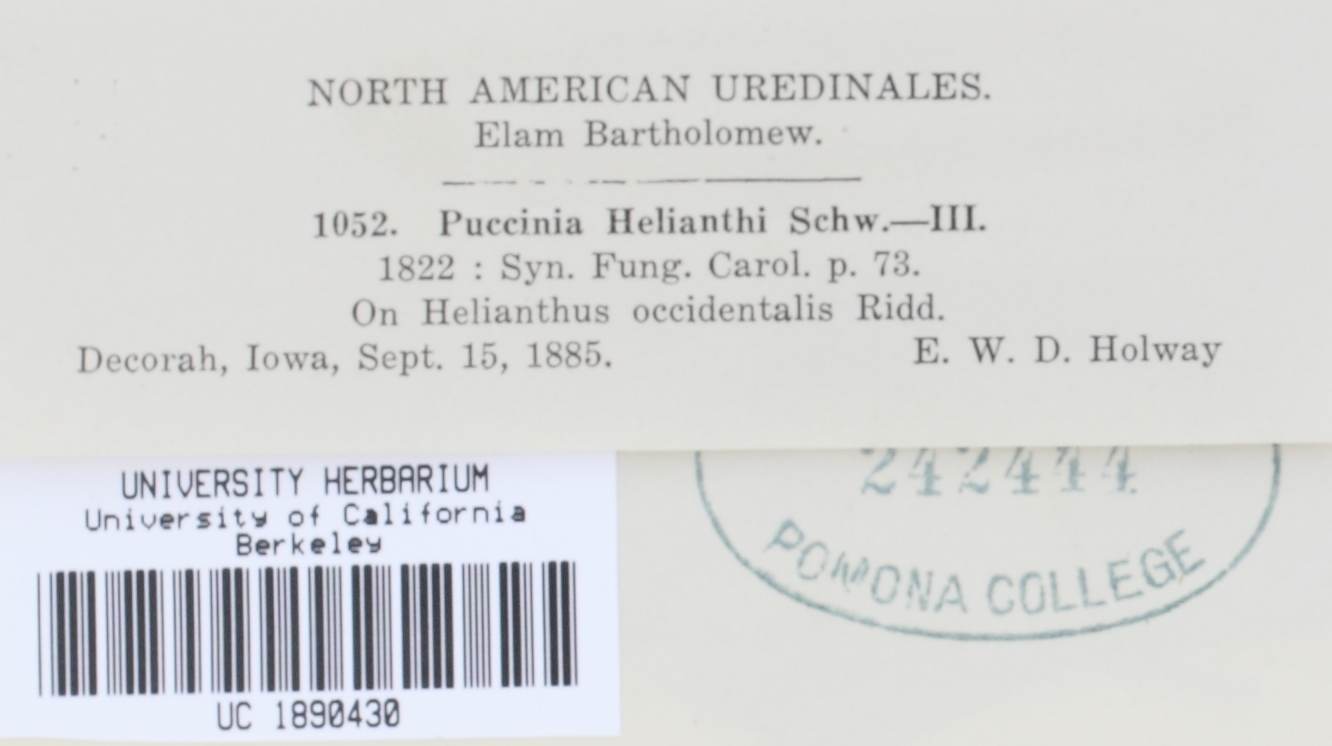 NORTH AMERICAN UREDINALES.
Elam Bartholomew.
1052. Puccinia Helianthi Schw.—III.
1822 : Syn. Fung. Carol. p. 73.
On Helianthus occidentalis Ridd.
Decorah, Iowa, Sept. 15, 1885. E. W. D. Holway
UNIVERSITY HERBARIUM
University of California
Berkeley
UC 1890430
242444
POMONA COLLEGE